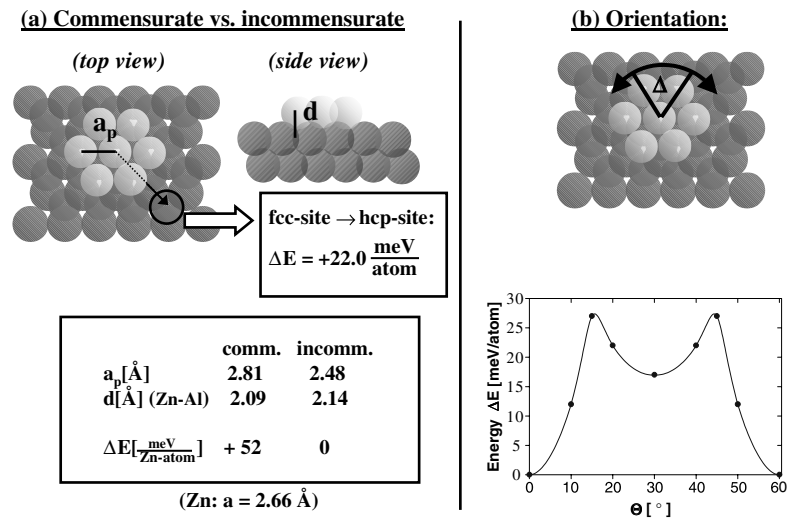 (a) Commensurate vs. incommensurate
(top view)
(side view)
a_p
d
fcc-site → hcp-site:
ΔE = +22.0 meV/atom
comm. incomm.
a_p[Å] 2.81 2.48
d[Å] (Zn-Al) 2.09 2.14
ΔE[meV/Zn-atom] + 52 0
(Zn: a = 2.66 Å)
(b) Orientation:
Δ
Energy ΔE [meV/atom]
30
25
20
15
10
5
0
0 10 20 30 40 50 60
Θ [ ° ]